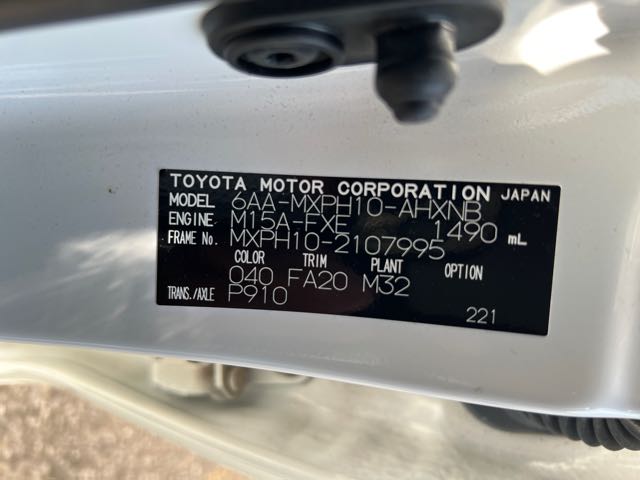 TOYOTA MOTOR CORPORATION JAPAN
MODEL 6AA-MXPH10-AHXNB
ENGINE M15A-FXE 1490 mL
FRAME No. MXPH10-2107995
COLOR TRIM PLANT OPTION
040 FA20 M32
TRANS./AXLE P910
221